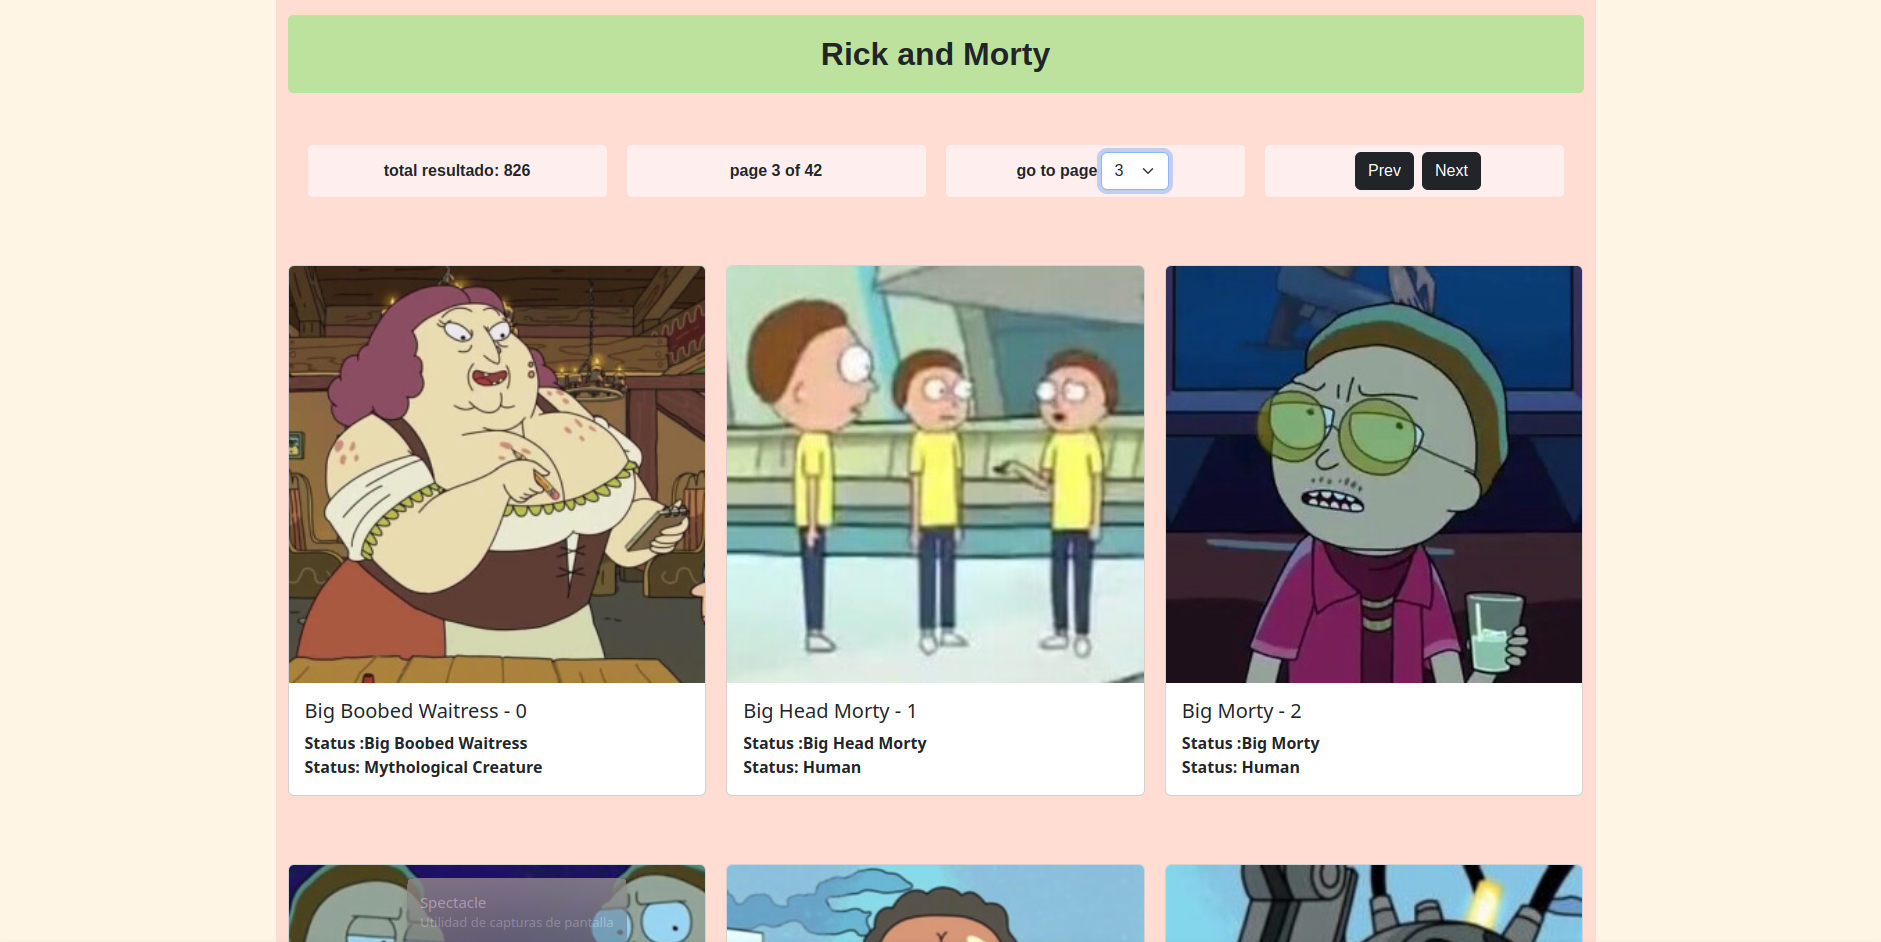 Rick and Morty
total resultado: 826
page 3 of 42
go to page 3
Prev Next
Big Boobed Waitress - 0
Status :Big Boobed Waitress
Status: Mythological Creature
Big Head Morty - 1
Status :Big Head Morty
Status: Human
Big Morty - 2
Status :Big Morty
Status: Human
Spectacle
Utilidad de capturas de pantalla